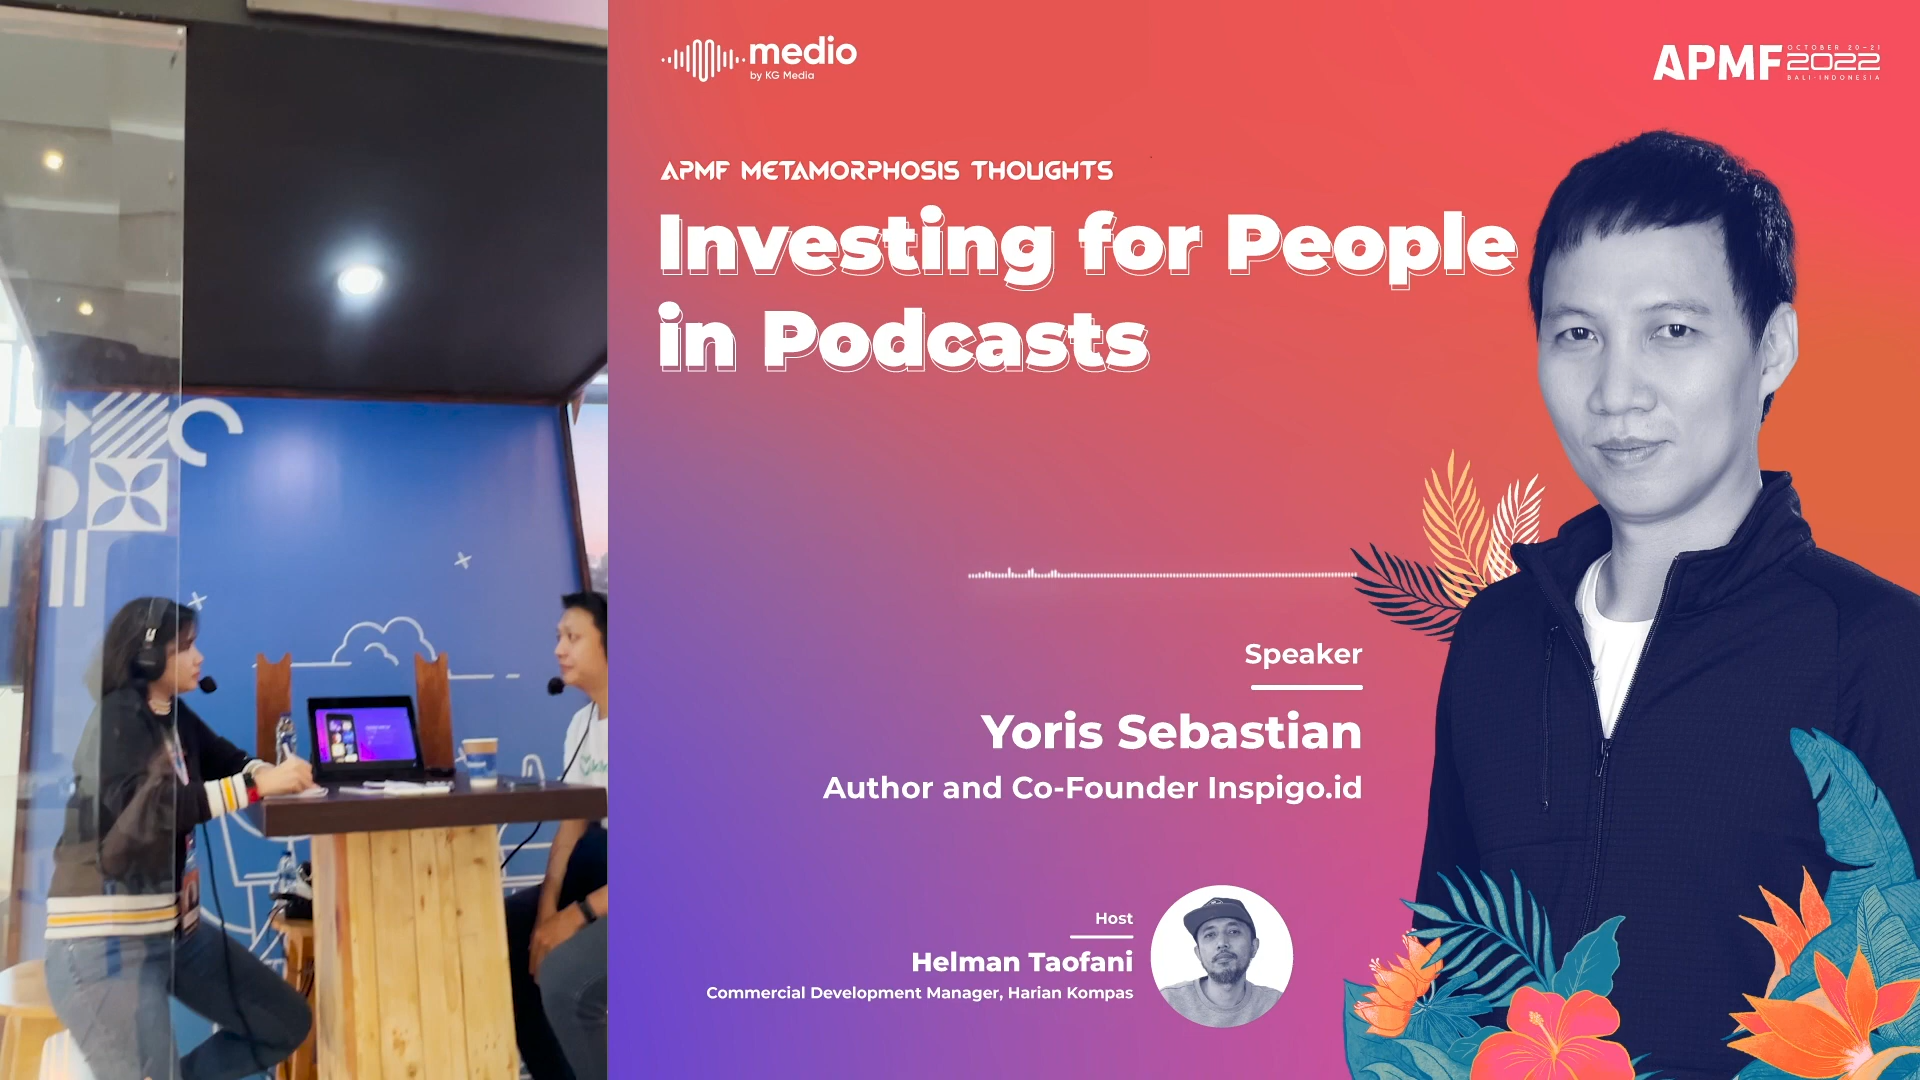 medio
by KG Media
APMF
OCTOBER 20-21
2022
BALI-INDONESIA
APMF METAMORPHOSIS THOUGHTS
Investing for People
in Podcasts
Speaker
Yoris Sebastian
Author and Co-Founder Inspigo.id
Host
Helman Taofani
Commercial Development Manager, Harian Kompas